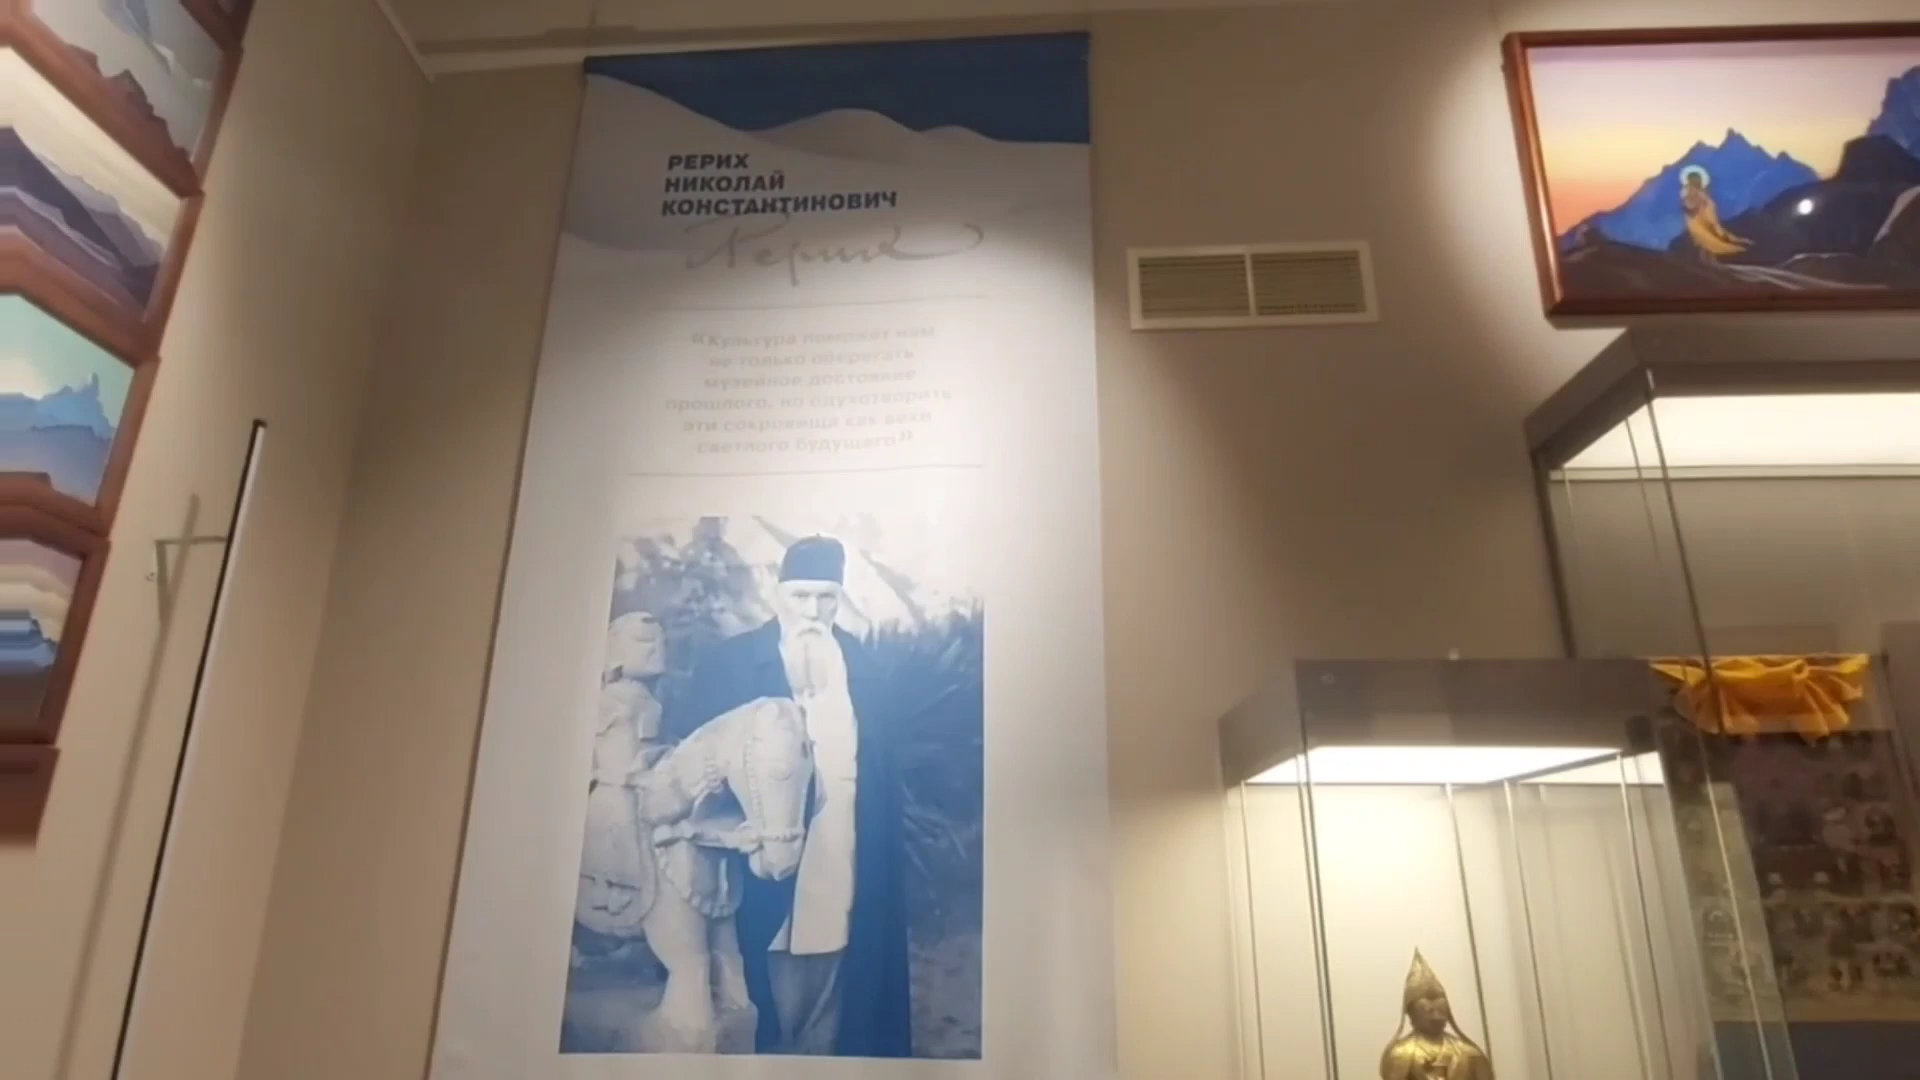 РЕРИХ
НИКОЛАЙ
КОНСТАНТИНОВИЧ
Рерих
«Культура поможет нам
не только оберегать
музейное достояние
прошлого, но одухотворить
эти сокровища как вехи
светлого будущего»